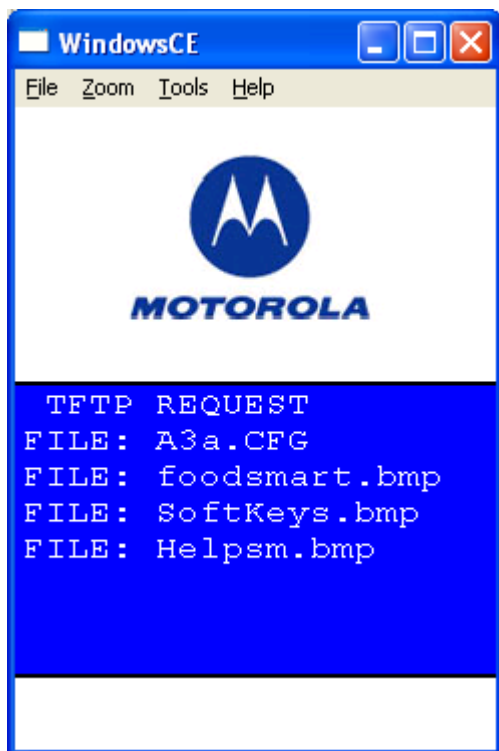 WindowsCE
File Zoom Tools Help
MOTOROLA
TFTP REQUEST
FILE: A3a.CFG
FILE: foodsmart.bmp
FILE: SoftKeys.bmp
FILE: Helpsm.bmp